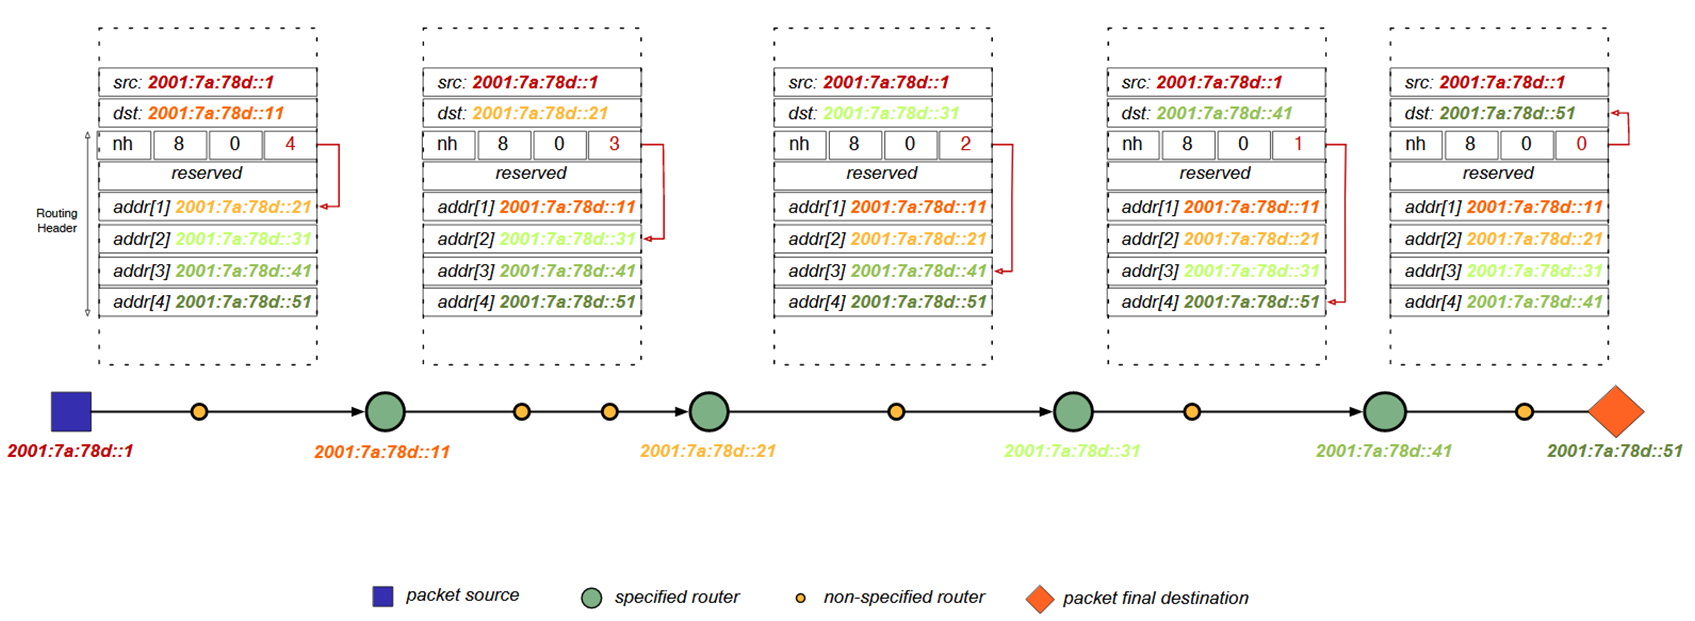 src: 2001:7a:78d::1
dst: 2001:7a:78d::11
nh 8 0 4
reserved
addr[1] 2001:7a:78d::21
addr[2] 2001:7a:78d::31
addr[3] 2001:7a:78d::41
addr[4] 2001:7a:78d::51
Routing
Header
src: 2001:7a:78d::1
dst: 2001:7a:78d::21
nh 8 0 3
reserved
addr[1] 2001:7a:78d::11
addr[2] 2001:7a:78d::31
addr[3] 2001:7a:78d::41
addr[4] 2001:7a:78d::51
src: 2001:7a:78d::1
dst: 2001:7a:78d::31
nh 8 0 2
reserved
addr[1] 2001:7a:78d::11
addr[2] 2001:7a:78d::21
addr[3] 2001:7a:78d::41
addr[4] 2001:7a:78d::51
src: 2001:7a:78d::1
dst: 2001:7a:78d::41
nh 8 0 1
reserved
addr[1] 2001:7a:78d::11
addr[2] 2001:7a:78d::21
addr[3] 2001:7a:78d::31
addr[4] 2001:7a:78d::51
src: 2001:7a:78d::1
dst: 2001:7a:78d::51
nh 8 0 0
reserved
addr[1] 2001:7a:78d::11
addr[2] 2001:7a:78d::21
addr[3] 2001:7a:78d::31
addr[4] 2001:7a:78d::41
2001:7a:78d::1
2001:7a:78d::11
2001:7a:78d::21
2001:7a:78d::31
2001:7a:78d::41
2001:7a:78d::51
packet source
specified router
non-specified router
packet final destination